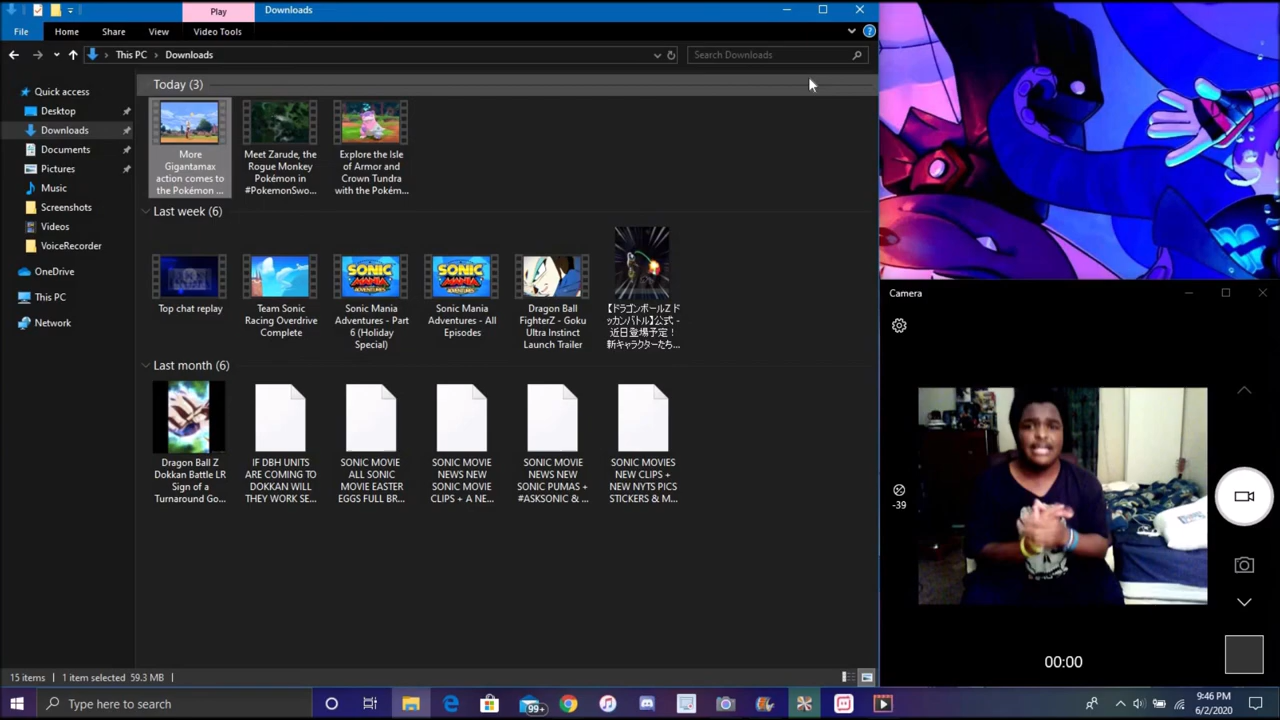 Play
Downloads
File
Home
Share
View
Video Tools
This PC
Downloads
Search Downloads
Quick access
Desktop
Downloads
Documents
Pictures
Music
Screenshots
Videos
VoiceRecorder
OneDrive
This PC
Network
Today (3)
More
Gigantamax
action comes to
the Pokémon ...
Meet Zarude, the
Rogue Monkey
Pokémon in
#PokemonSwo...
Explore the Isle
of Armor and
Crown Tundra
with the Pokém...
Last week (6)
Top chat replay
Team Sonic
Racing Overdrive
Complete
SONIC
MANIA
Sonic Mania
Adventures - Part
6 (Holiday
Special)
SONIC
MANIA
Sonic Mania
Adventures - All
Episodes
Dragon Ball
FighterZ - Goku
Ultra Instinct
Launch Trailer
【ドラゴンボールZ ド
ッカンバトル】公式 -
近日登場予定！
新キャラクターたち...
Last month (6)
Dragon Ball Z
Dokkan Battle LR
Sign of a
Turnaround Go...
IF DBH UNITS
ARE COMING TO
DOKKAN WILL
THEY WORK SE...
SONIC MOVIE
ALL SONIC
MOVIE EASTER
EGGS FULL BR...
SONIC MOVIE
NEWS NEW
SONIC MOVIE
CLIPS + A NE...
SONIC MOVIE
NEWS NEW
SONIC PUMAS +
#ASKSONIC & ...
SONIC MOVIES
NEW CLIPS +
NEW NYTS PICS
STICKERS & M...
15 items
1 item selected 59.3 MB
Camera
-39
00:00
Type here to search
99+
9:46 PM
6/2/2020